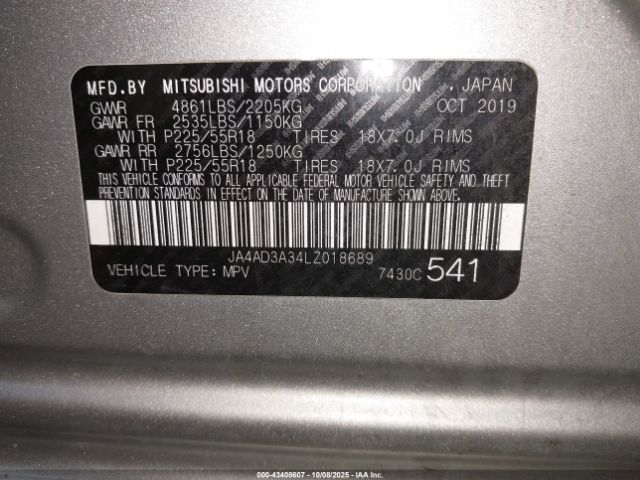 MFD.BY MITSUBISHI MOTORS CORPORATION , JAPAN
GVWR 4861LBS/2205KG OCT 2019
GAWR FR 2535LBS/1150KG
WITH P225/55R18 TIRES 18X7.0J RIMS
GAWR RR 2756LBS/1250KG
WITH P225/55R18 TIRES 18X7.0J RIMS
THIS VEHICLE CONFORMS TO ALL APPLICABLE FEDERAL MOTOR VEHICLE SAFETY AND THEFT
PREVENTION STANDARDS IN EFFECT ON THE DATE OF MANUFACTURE SHOWN ABOVE.
JA4AD3A34LZ018689
VEHICLE TYPE: MPV 7430C 541
000-43408607 - 10/08/2025 - IAAI, Inc.